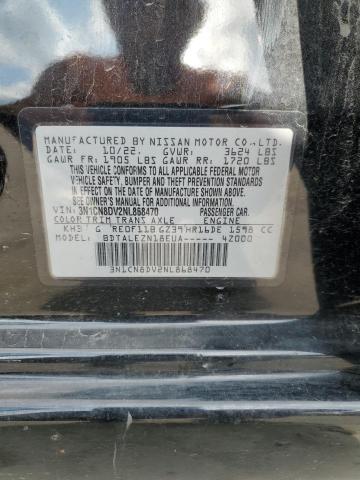 MANUFACTURED BY NISSAN MOTOR CO.,LTD.
DATE: 10/22. GVWR: 3624 LBS
GAWR FR: 1905 LBS GAWR RR: 1720 LBS
THIS VEHICLE CONFORMS TO ALL
APPLICABLE FEDERAL MOTOR
VEHICLE SAFETY, BUMPER AND THEFT PREVENTION
STANDARDS IN EFFECT ON THE DATE OF
MANUFACTURE SHOWN ABOVE.
SEE OWNER'S MANUAL FOR
ADDITIONAL INFORMATION.
VIN: 3N1CN8DV2NL868470 PASSENGER CAR.
COLOR TRIM TRANS AXLE ENGINE
KH3 G RE0F11B GZ39 HR16DE 1598 CC
BDTALEZN18EUA----- 4Z000
3N1CN8DV2NL868470